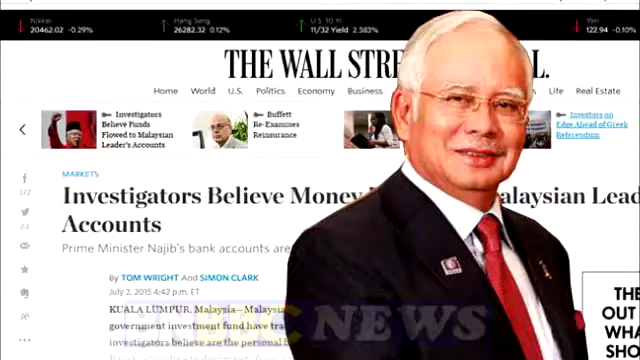 Nikkei
20462.02 -0.29%
Hang Seng
26282.32 0.12%
U.S. 10 Yr
11/32 Yield 2.383%
Yen
122.94 -0.10%
THE WALL STRE L.
Home World U.S. Politics Economy Business Life Real Estate
Investigators
Believe Funds
Flowed to Malaysian
Leader's Accounts
Buffett
Re-Examines
Reinsurance
Investors on
Edge Ahead of Greek
Referendum
MARKETS
Investigators Believe Money alaysian Lead
Accounts
Prime Minister Najib's bank accounts are
By TOM WRIGHT And SIMON CLARK
July 2, 2015 4:42 p.m. ET
KUALA LUMPUR, Malaysia—Malaysia
government investment fund have tra
investigators believe are the personal b
NEWS
THE
OUT
WHA
SHO